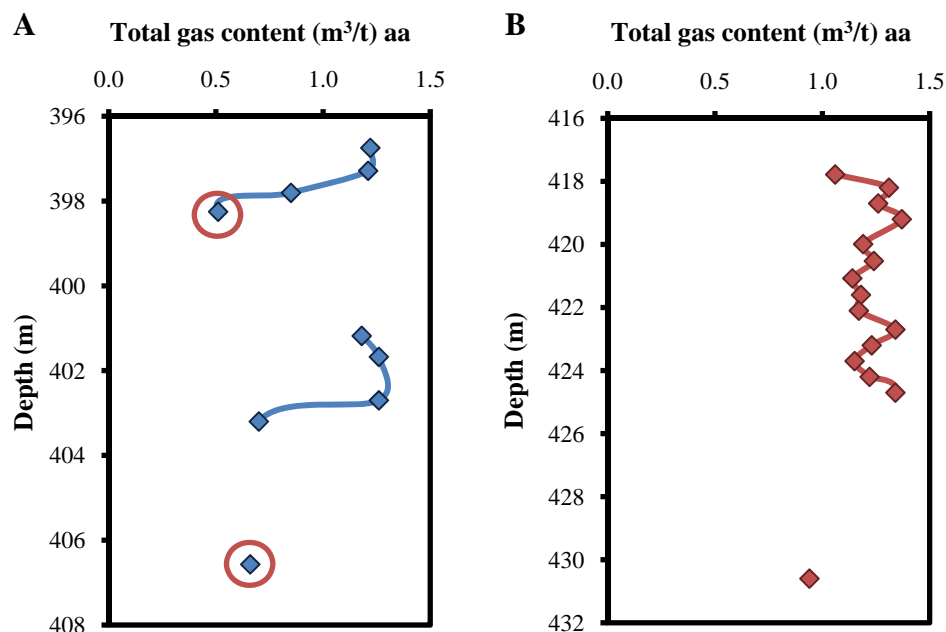 A
Total gas content (m³/t) aa
0.0 0.5 1.0 1.5
Depth (m)
396
398
400
402
404
406
408
B
Total gas content (m³/t) aa
0.0 0.5 1.0 1.5
Depth (m)
416
418
420
422
424
426
428
430
432